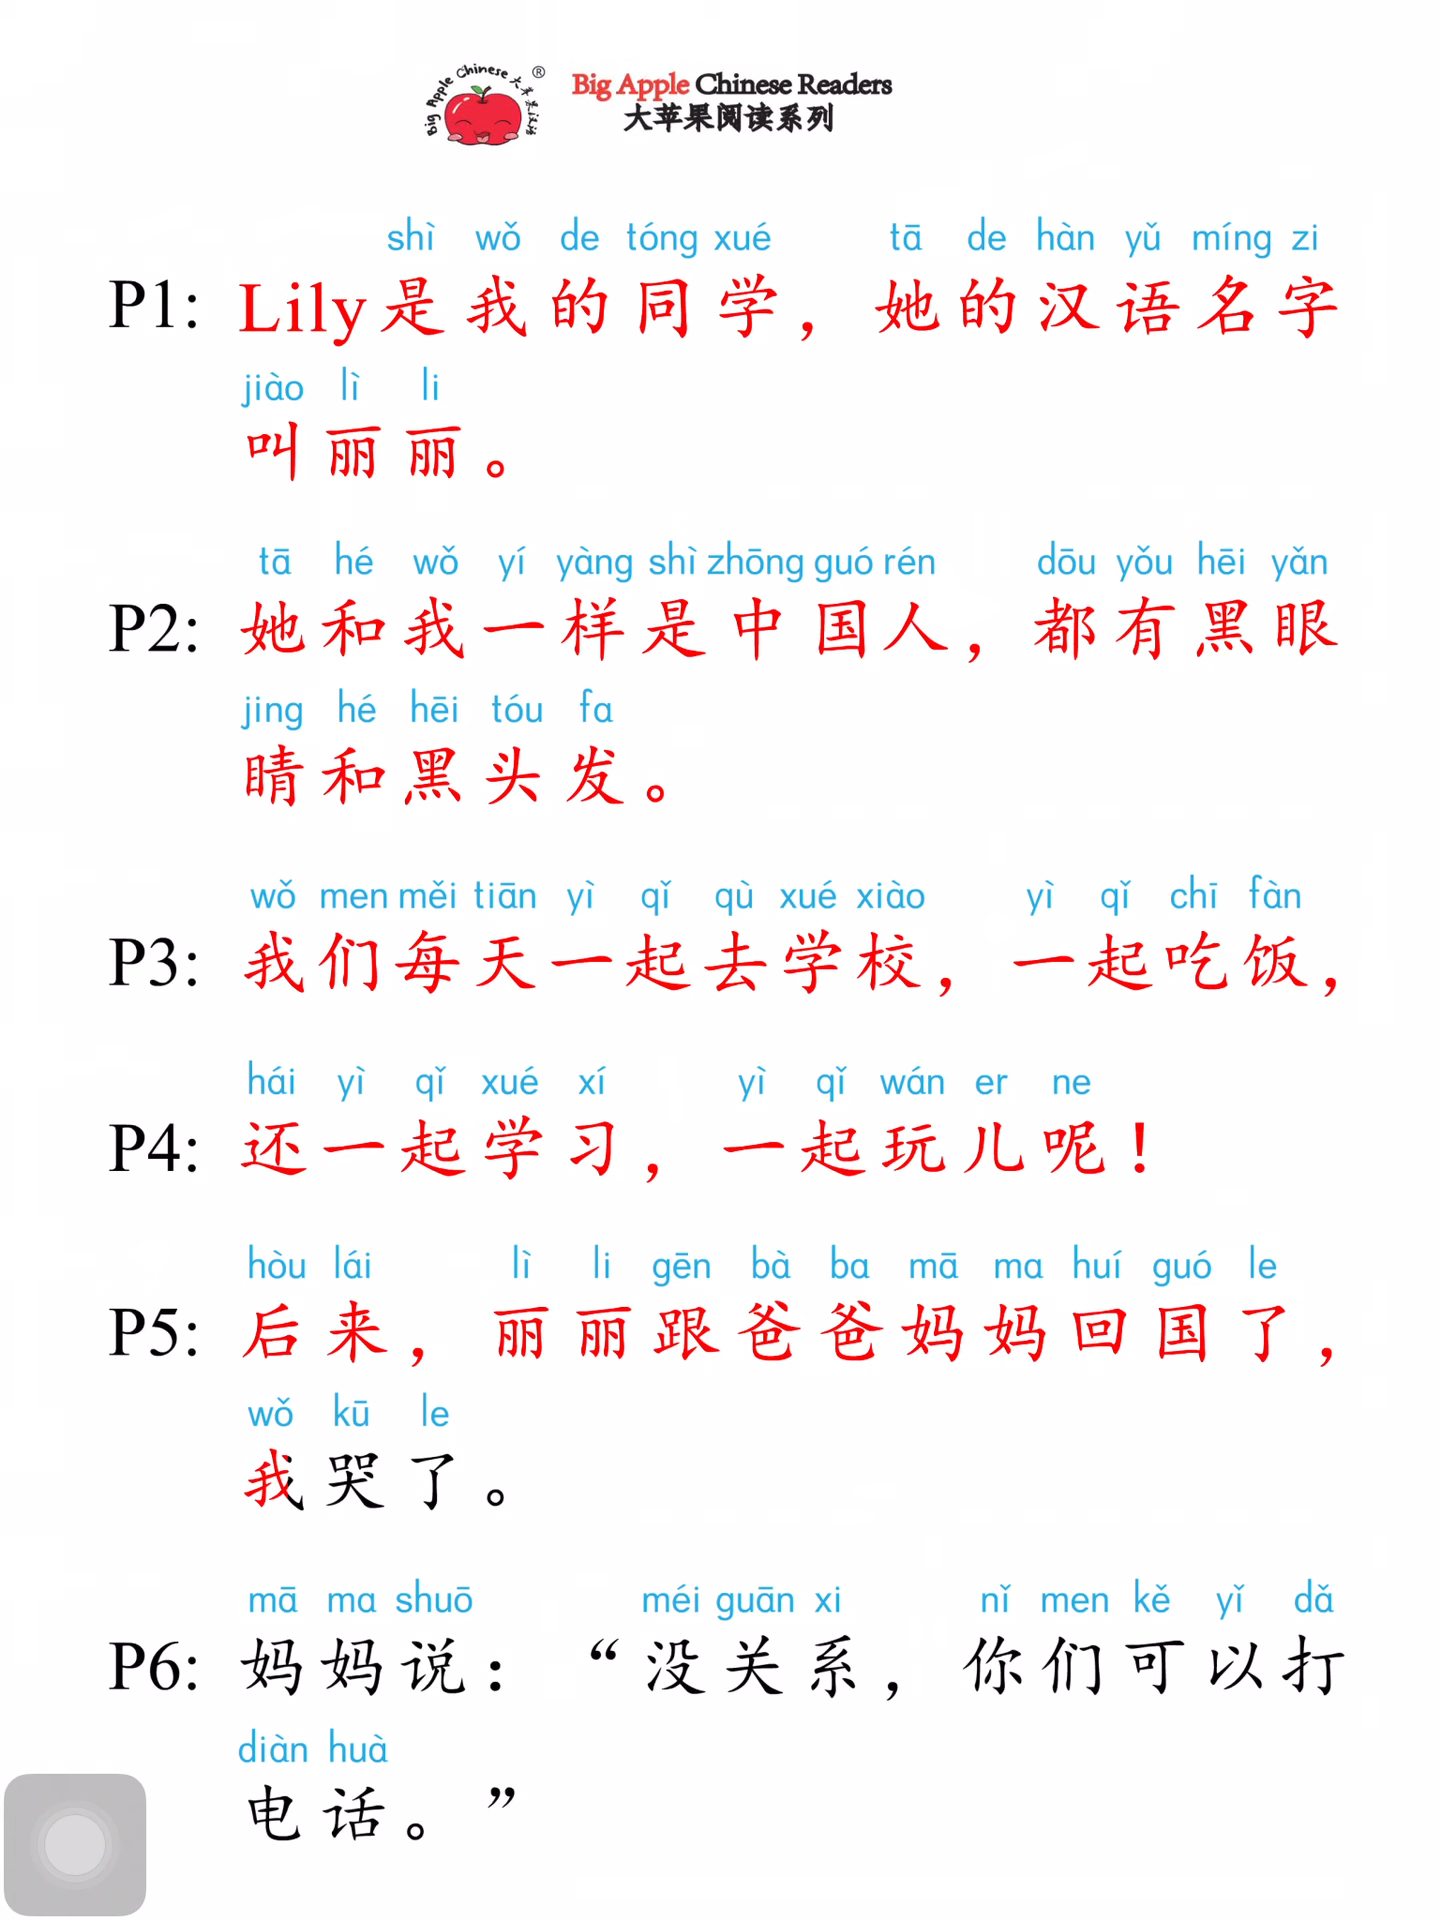 Big Apple Chinese 大苹果汉语 ®
Big Apple Chinese Readers
大苹果阅读系列
shì wǒ de tóng xué tā de hàn yǔ míng zi
P1: Lily是我的同学，她的汉语名字
jiào lì li
叫丽丽。
tā hé wǒ yí yàng shì zhōng guó rén dōu yǒu hēi yǎn
P2: 她和我一样是中国人，都有黑眼
jing hé hēi tóu fa
睛和黑头发。
wǒ men měi tiān yì qǐ qù xué xiào yì qǐ chī fàn
P3: 我们每天一起去学校，一起吃饭，
hái yì qǐ xué xí yì qǐ wán er ne
P4: 还一起学习，一起玩儿呢！
hòu lái lì li gēn bà ba mā ma huí guó le
P5: 后来，丽丽跟爸爸妈妈回国了，
wǒ kū le
我哭了。
mā ma shuō méi guān xi nǐ men kě yǐ dǎ
P6: 妈妈说：“没关系，你们可以打
diàn huà
电话。”